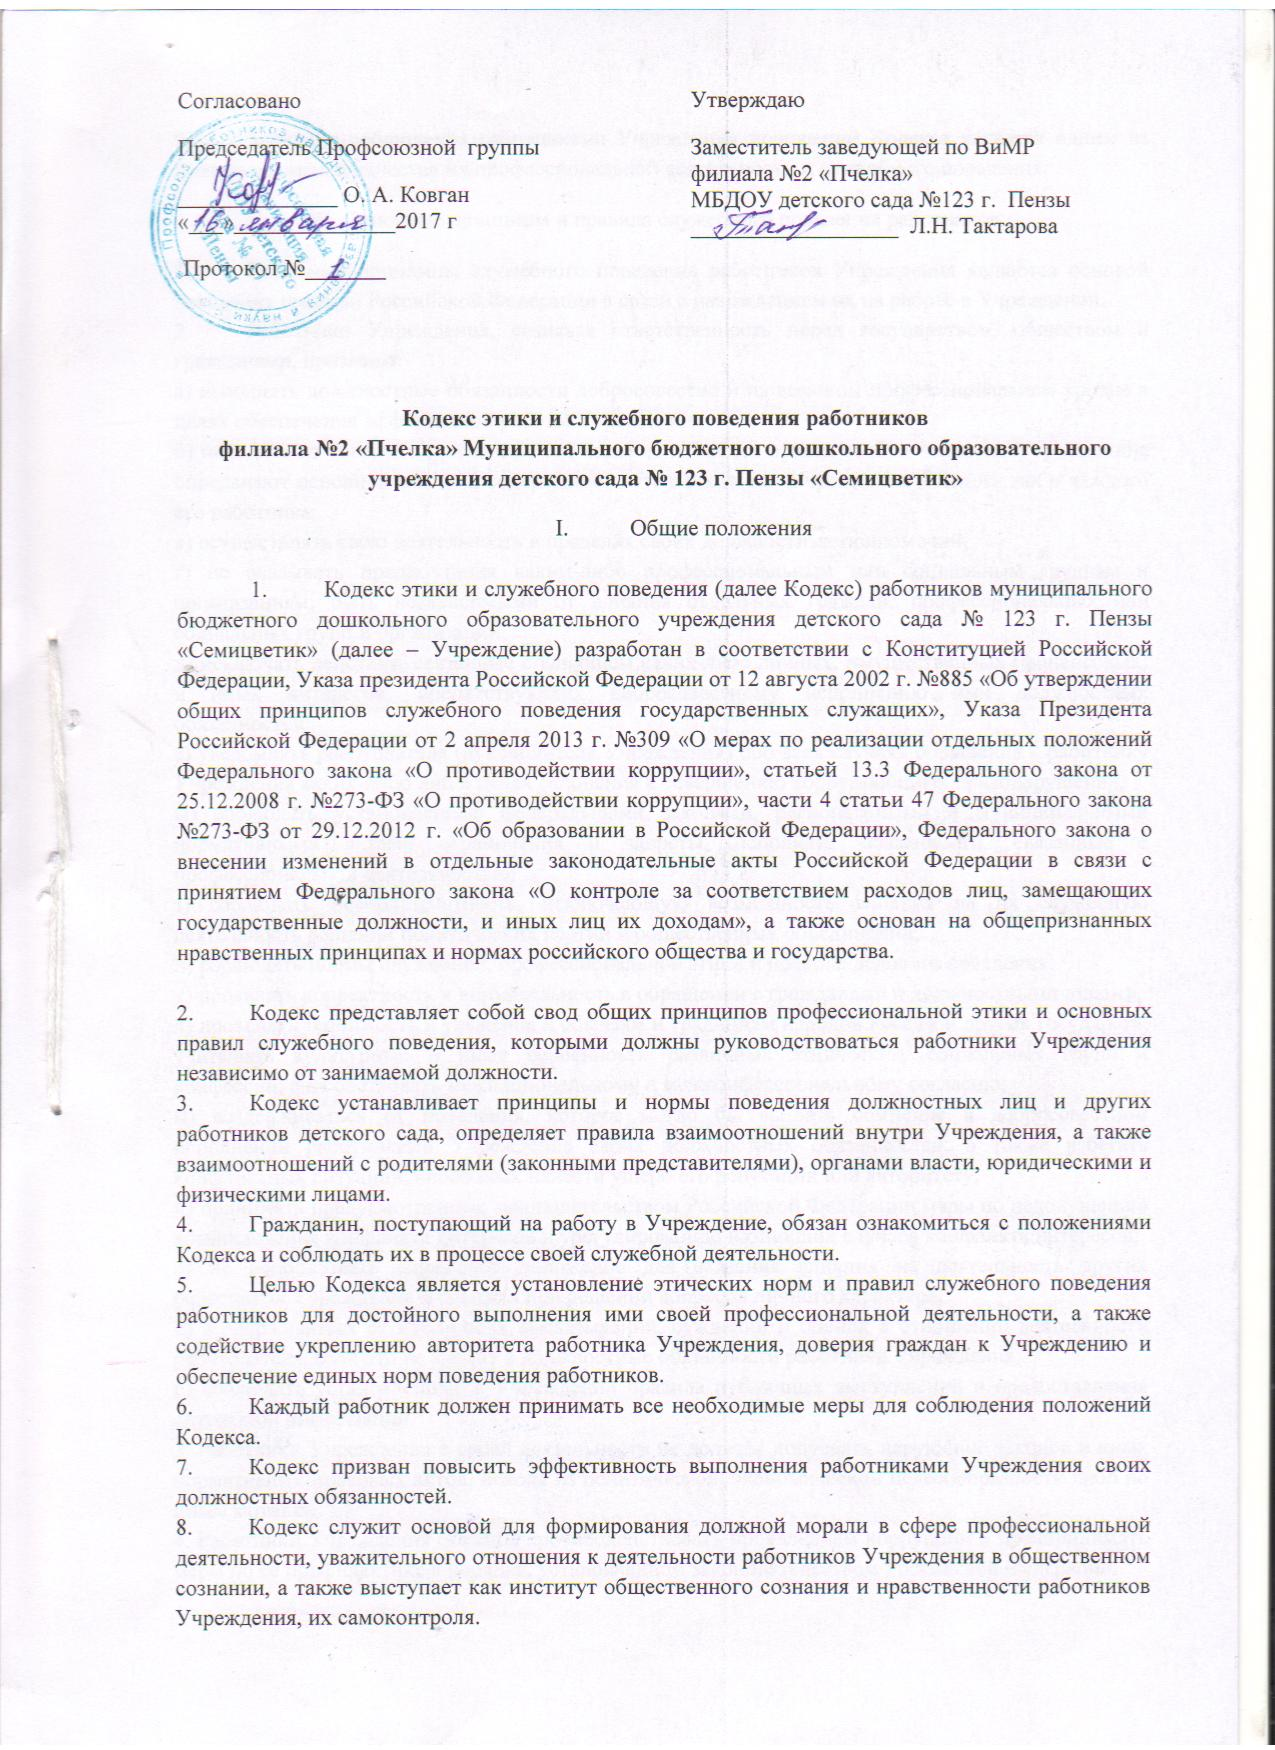 Согласовано
Председатель Профсоюзной группы
О. А. Ковган
«16» января 2017 г
Протокол № 1
Утверждаю
Заместитель заведующей по ВиМР
филиала №2 «Пчелка»
МБДОУ детского сада №123 г. Пензы
Л.Н. Тактарова
Кодекс этики и служебного поведения работников
филиала №2 «Пчелка» Муниципального бюджетного дошкольного образовательного
учреждения детского сада № 123 г. Пензы «Семицветик»
I. Общие положения
1. Кодекс этики и служебного поведения (далее Кодекс) работников муниципального
бюджетного дошкольного образовательного учреждения детского сада № 123 г. Пензы
«Семицветик» (далее – Учреждение) разработан в соответствии с Конституцией Российской
Федерации, Указа президента Российской Федерации от 12 августа 2002 г. №885 «Об утверждении
общих принципов служебного поведения государственных служащих», Указа Президента
Российской Федерации от 2 апреля 2013 г. №309 «О мерах по реализации отдельных положений
Федерального закона «О противодействии коррупции», статьей 13.3 Федерального закона от
25.12.2008 г. №273-ФЗ «О противодействии коррупции», части 4 статьи 47 Федерального закона
№273-ФЗ от 29.12.2012 г. «Об образовании в Российской Федерации», Федерального закона о
внесении изменений в отдельные законодательные акты Российской Федерации в связи с
принятием Федерального закона «О контроле за соответствием расходов лиц, замещающих
государственные должности, и иных лиц их доходам», а также основан на общепризнанных
нравственных принципах и нормах российского общества и государства.
2. Кодекс представляет собой свод общих принципов профессиональной этики и основных
правил служебного поведения, которыми должны руководствоваться работники Учреждения
независимо от занимаемой должности.
3. Кодекс устанавливает принципы и нормы поведения должностных лиц и других
работников детского сада, определяет правила взаимоотношений внутри Учреждения, а также
взаимоотношений с родителями (законными представителями), органами власти, юридическими и
физическими лицами.
4. Гражданин, поступающий на работу в Учреждение, обязан ознакомиться с положениями
Кодекса и соблюдать их в процессе своей служебной деятельности.
5. Целью Кодекса является установление этических норм и правил служебного поведения
работников для достойного выполнения ими своей профессиональной деятельности, а также
содействие укреплению авторитета работника Учреждения, доверия граждан к Учреждению и
обеспечение единых норм поведения работников.
6. Каждый работник должен принимать все необходимые меры для соблюдения положений
Кодекса.
7. Кодекс призван повысить эффективность выполнения работниками Учреждения своих
должностных обязанностей.
8. Кодекс служит основой для формирования должной морали в сфере профессиональной
деятельности, уважительного отношения к деятельности работников Учреждения в общественном
сознании, а также выступает как институт общественного сознания и нравственности работников
Учреждения, их самоконтроля.